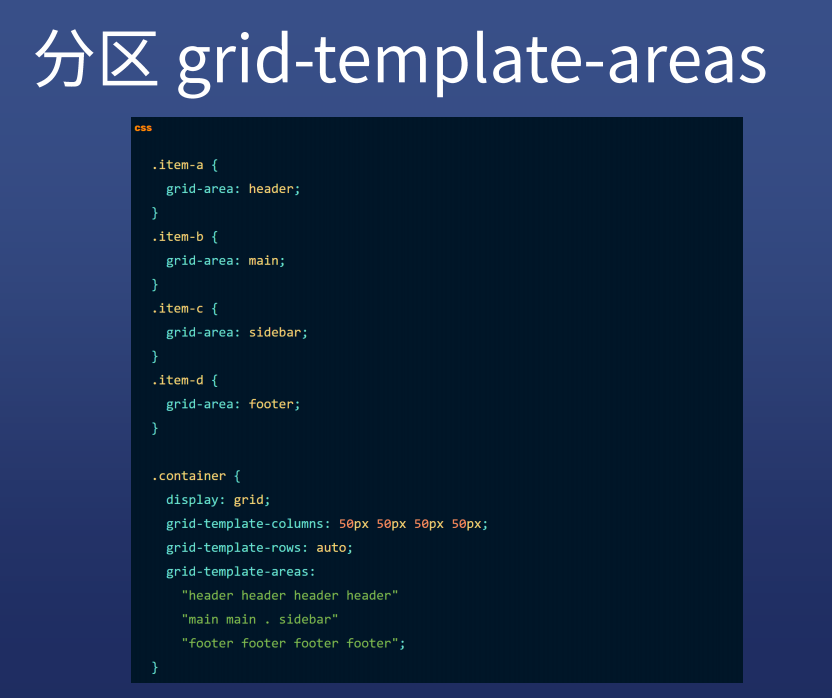 分区 grid-template-areas
css
.item-a {
  grid-area: header;
}
.item-b {
  grid-area: main;
}
.item-c {
  grid-area: sidebar;
}
.item-d {
  grid-area: footer;
}
.container {
  display: grid;
  grid-template-columns: 50px 50px 50px 50px;
  grid-template-rows: auto;
  grid-template-areas:
    "header header header header"
    "main main . sidebar"
    "footer footer footer footer";
}